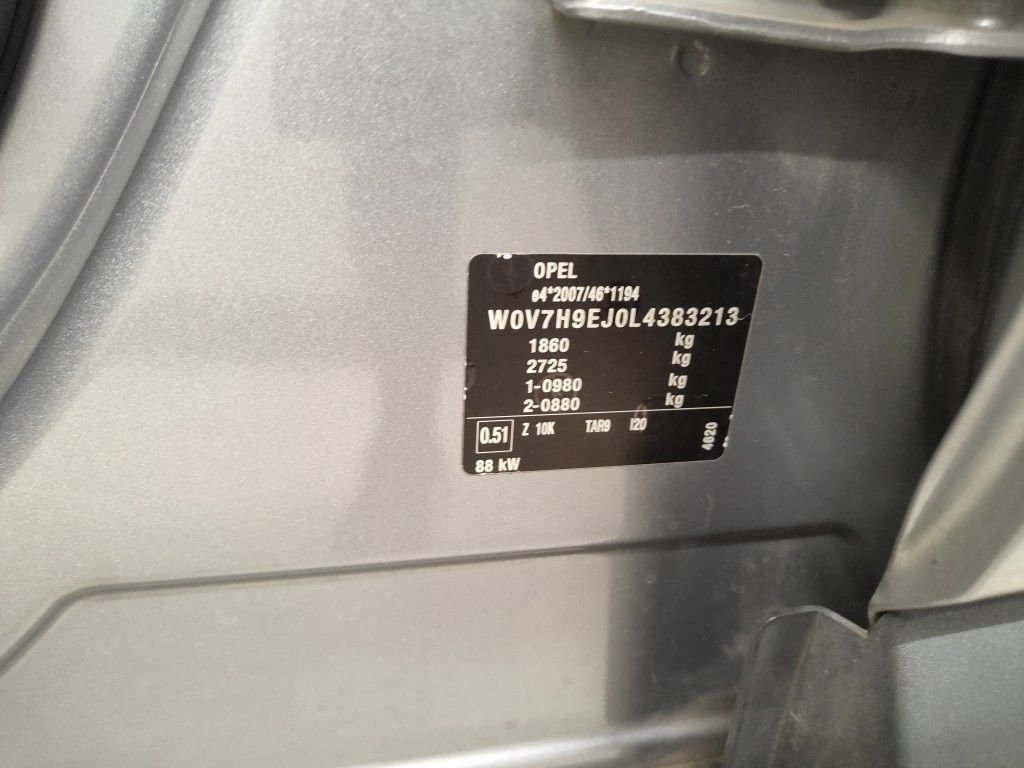 OPEL
e4*2007/46*1194
W0V7H9EJ0L4383213
1860 kg
2725 kg
1-0980 kg
2-0880 kg
0.51 Z 10K TAR9 I20
4620
88 kW